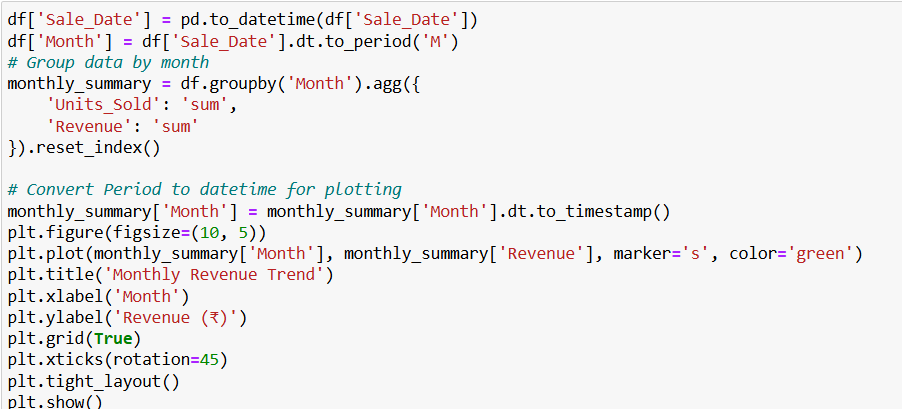 df['Sale_Date'] = pd.to_datetime(df['Sale_Date'])
df['Month'] = df['Sale_Date'].dt.to_period('M')
# Group data by month
monthly_summary = df.groupby('Month').agg({
    'Units_Sold': 'sum',
    'Revenue': 'sum'
}).reset_index()

# Convert Period to datetime for plotting
monthly_summary['Month'] = monthly_summary['Month'].dt.to_timestamp()
plt.figure(figsize=(10, 5))
plt.plot(monthly_summary['Month'], monthly_summary['Revenue'], marker='s', color='green')
plt.title('Monthly Revenue Trend')
plt.xlabel('Month')
plt.ylabel('Revenue (₹)')
plt.grid(True)
plt.xticks(rotation=45)
plt.tight_layout()
plt.show()